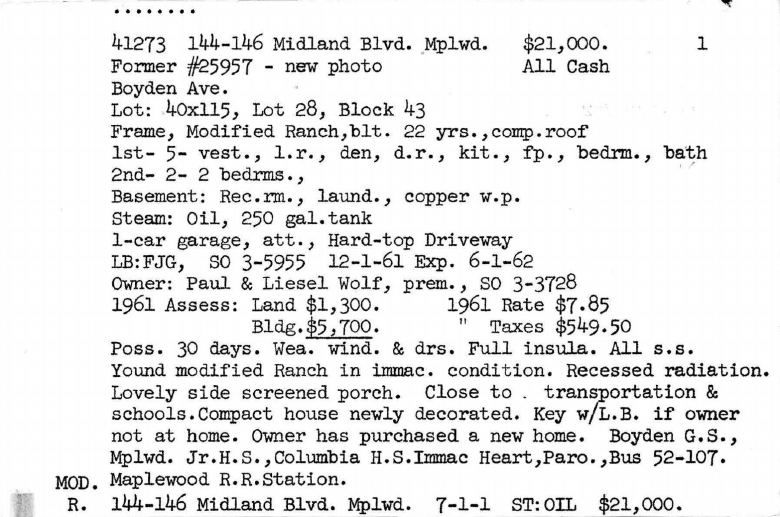 ........
41273 144-146 Midland Blvd. Mplwd. $21,000. 1
Former #25957 - new photo All Cash
Boyden Ave.
Lot: 40x115, Lot 28, Block 43
Frame, Modified Ranch,blt. 22 yrs.,comp.roof
1st- 5- vest., l.r., den, d.r., kit., fp., bedrm., bath
2nd- 2- 2 bedrms.,
Basement: Rec.rm., laund., copper w.p.
Steam: Oil, 250 gal.tank
1-car garage, att., Hard-top Driveway
LB:FJG, SO 3-5955 12-1-61 Exp. 6-1-62
Owner: Paul & Liesel Wolf, prem., SO 3-3728
1961 Assess: Land $1,300. 1961 Rate $7.85
Bldg.$5,700. " Taxes $549.50
Poss. 30 days. Wea. wind. & drs. Full insula. All s.s.
Yound modified Ranch in immac. condition. Recessed radiation.
Lovely side screened porch. Close to . transportation &
schools.Compact house newly decorated. Key w/L.B. if owner
not at home. Owner has purchased a new home. Boyden G.S.,
Mplwd. Jr.H.S.,Columbia H.S.Immac Heart,Paro.,Bus 52-107.
MOD. Maplewood R.R.Station.
R. 144-146 Midland Blvd. Mplwd. 7-1-1 ST:OIL $21,000.